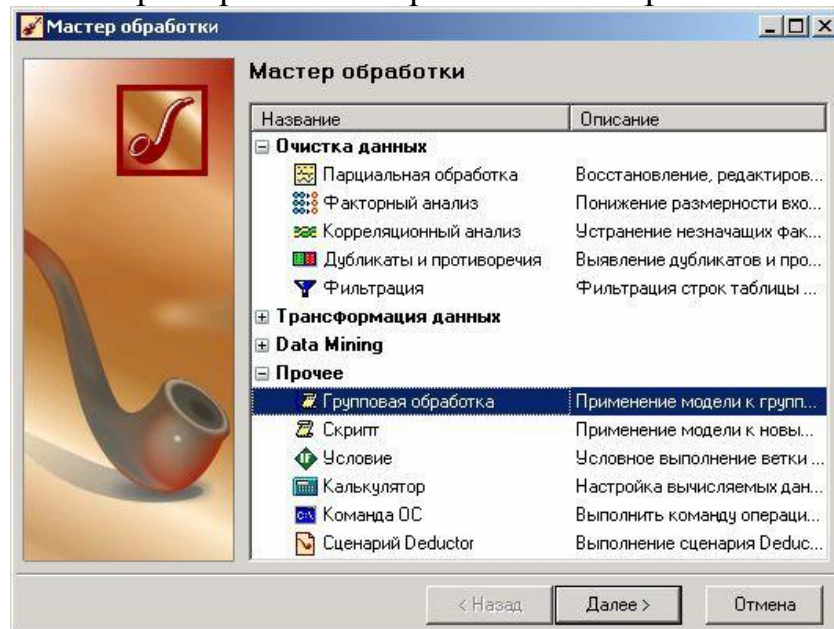 Мастер обработки
Мастер обработки
Название Описание
Очистка данных
Парциальная обработка Восстановление, редактиров...
Факторный анализ Понижение размерности вхо...
Корреляционный анализ Устранение незначащих фак...
Дубликаты и противоречия Выявление дубликатов и про...
Фильтрация Фильтрация строк таблицы ...
Трансформация данных
Data Mining
Прочее
Групповая обработка Применение модели к групп...
Скрипт Применение модели к новы...
IF Условие Условное выполнение ветки ...
Калькулятор Настройка вычисляемых дан...
C:\ Команда ОС Выполнить команду операци...
Сценарий Deductor Выполнение сценария Deduc...
< Назад Далее > Отмена